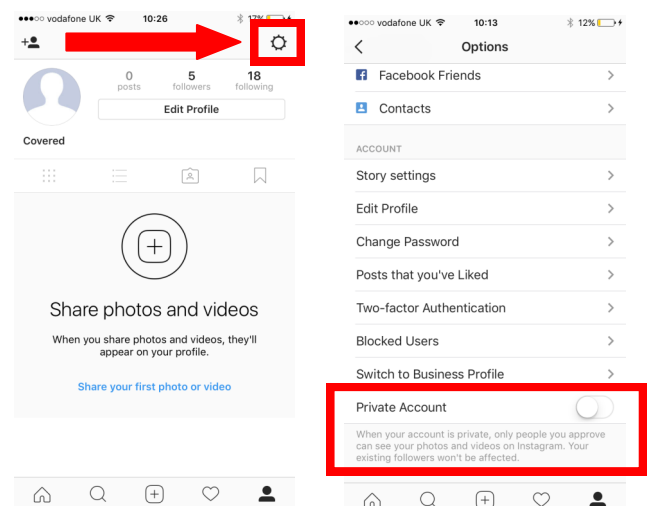 vodafone UK 10:26 17%
0 5 18
posts followers following
Edit Profile
Covered
Share photos and videos
When you share photos and videos, they'll
appear on your profile.
Share your first photo or video
vodafone UK 10:13 12%
Options
Facebook Friends
Contacts
ACCOUNT
Story settings
Edit Profile
Change Password
Posts that you've Liked
Two-factor Authentication
Blocked Users
Switch to Business Profile
Private Account
When your account is private, only people you approve
can see your photos and videos on Instagram. Your
existing followers won't be affected.